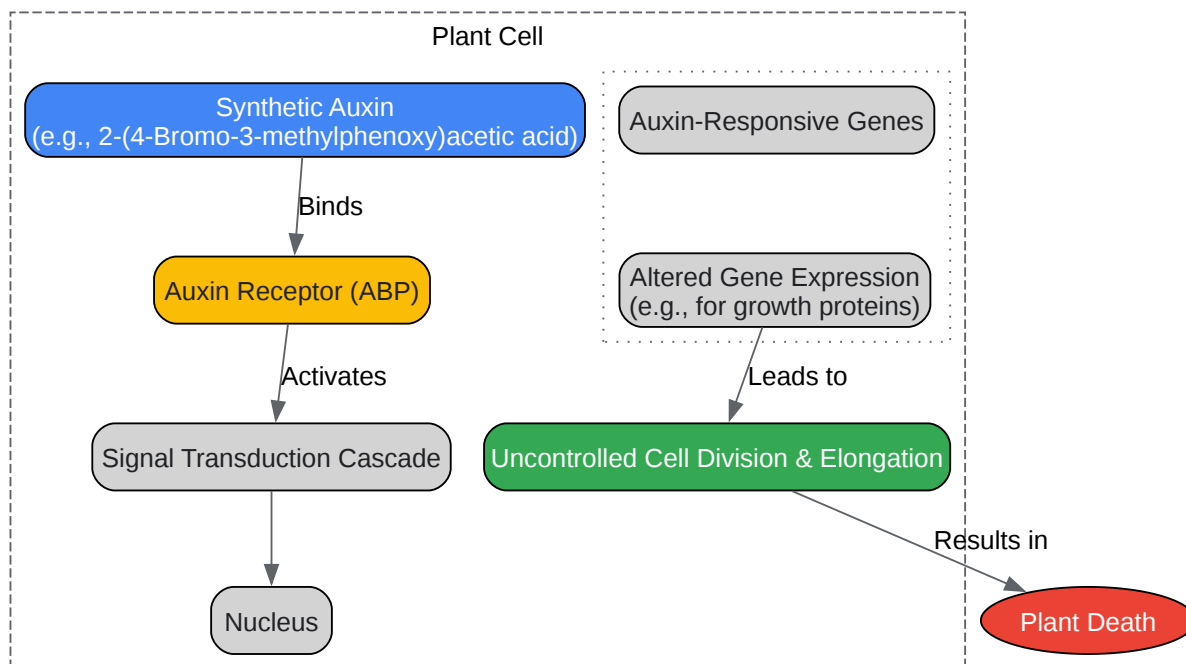 Plant Cell
Synthetic Auxin
(e.g., 2-(4-Bromo-3-methylphenoxy)acetic acid)
Auxin-Responsive Genes
Binds
Auxin Receptor (ABP)
Altered Gene Expression
(e.g., for growth proteins)
Activates
Leads to
Signal Transduction Cascade
Uncontrolled Cell Division & Elongation
Results in
Nucleus
Plant Death